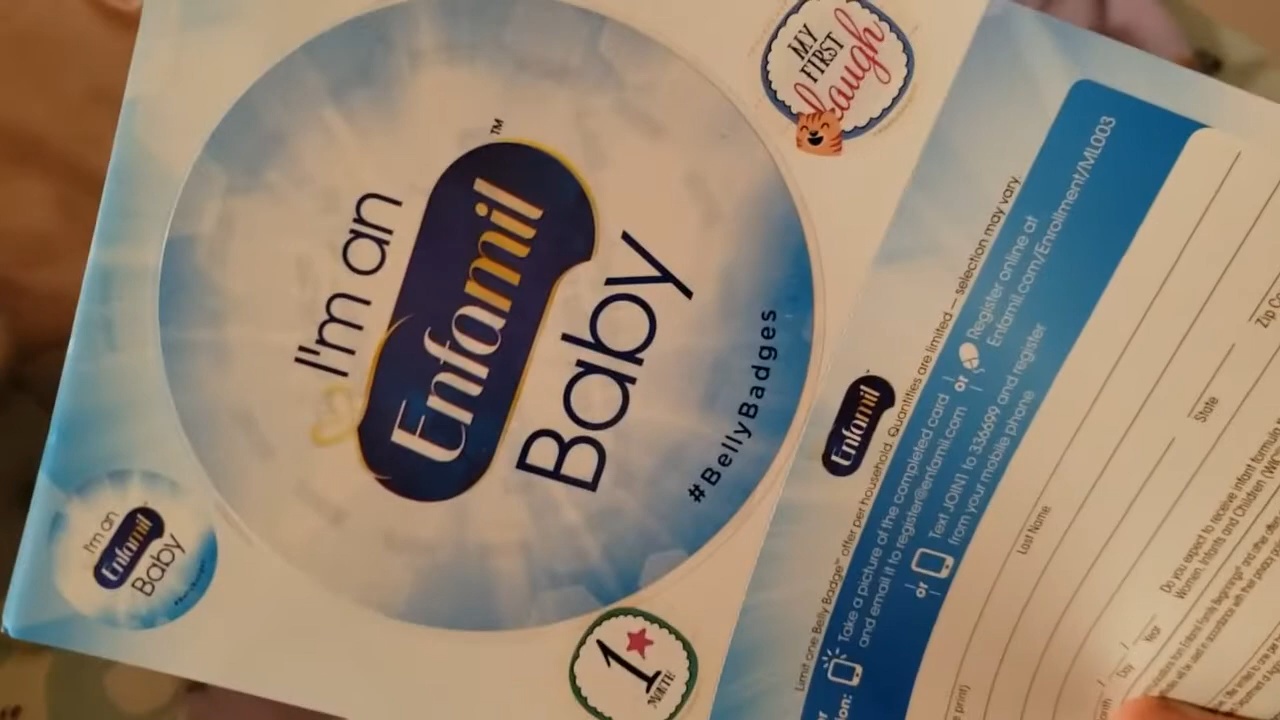 I'm an
Enfamil™
Baby
#BellyBadges
MY
FIRST
laugh
I'm an
Enfamil
Baby
1
Enfamil
Limit one Belly Badge™ offer per household. Quantities are limited — selection may vary.
Take a picture of the completed card
and email it to register@enfamil.com
or
Text JOIN1 to 336699 and register
from your mobile phone
or
Register online at
Enfamil.com/Enrollment/ML003
Last Name
State
Zip C
print)
Day
Year
Do you expect to receive infant formula
Women, Infants and Children (WIC